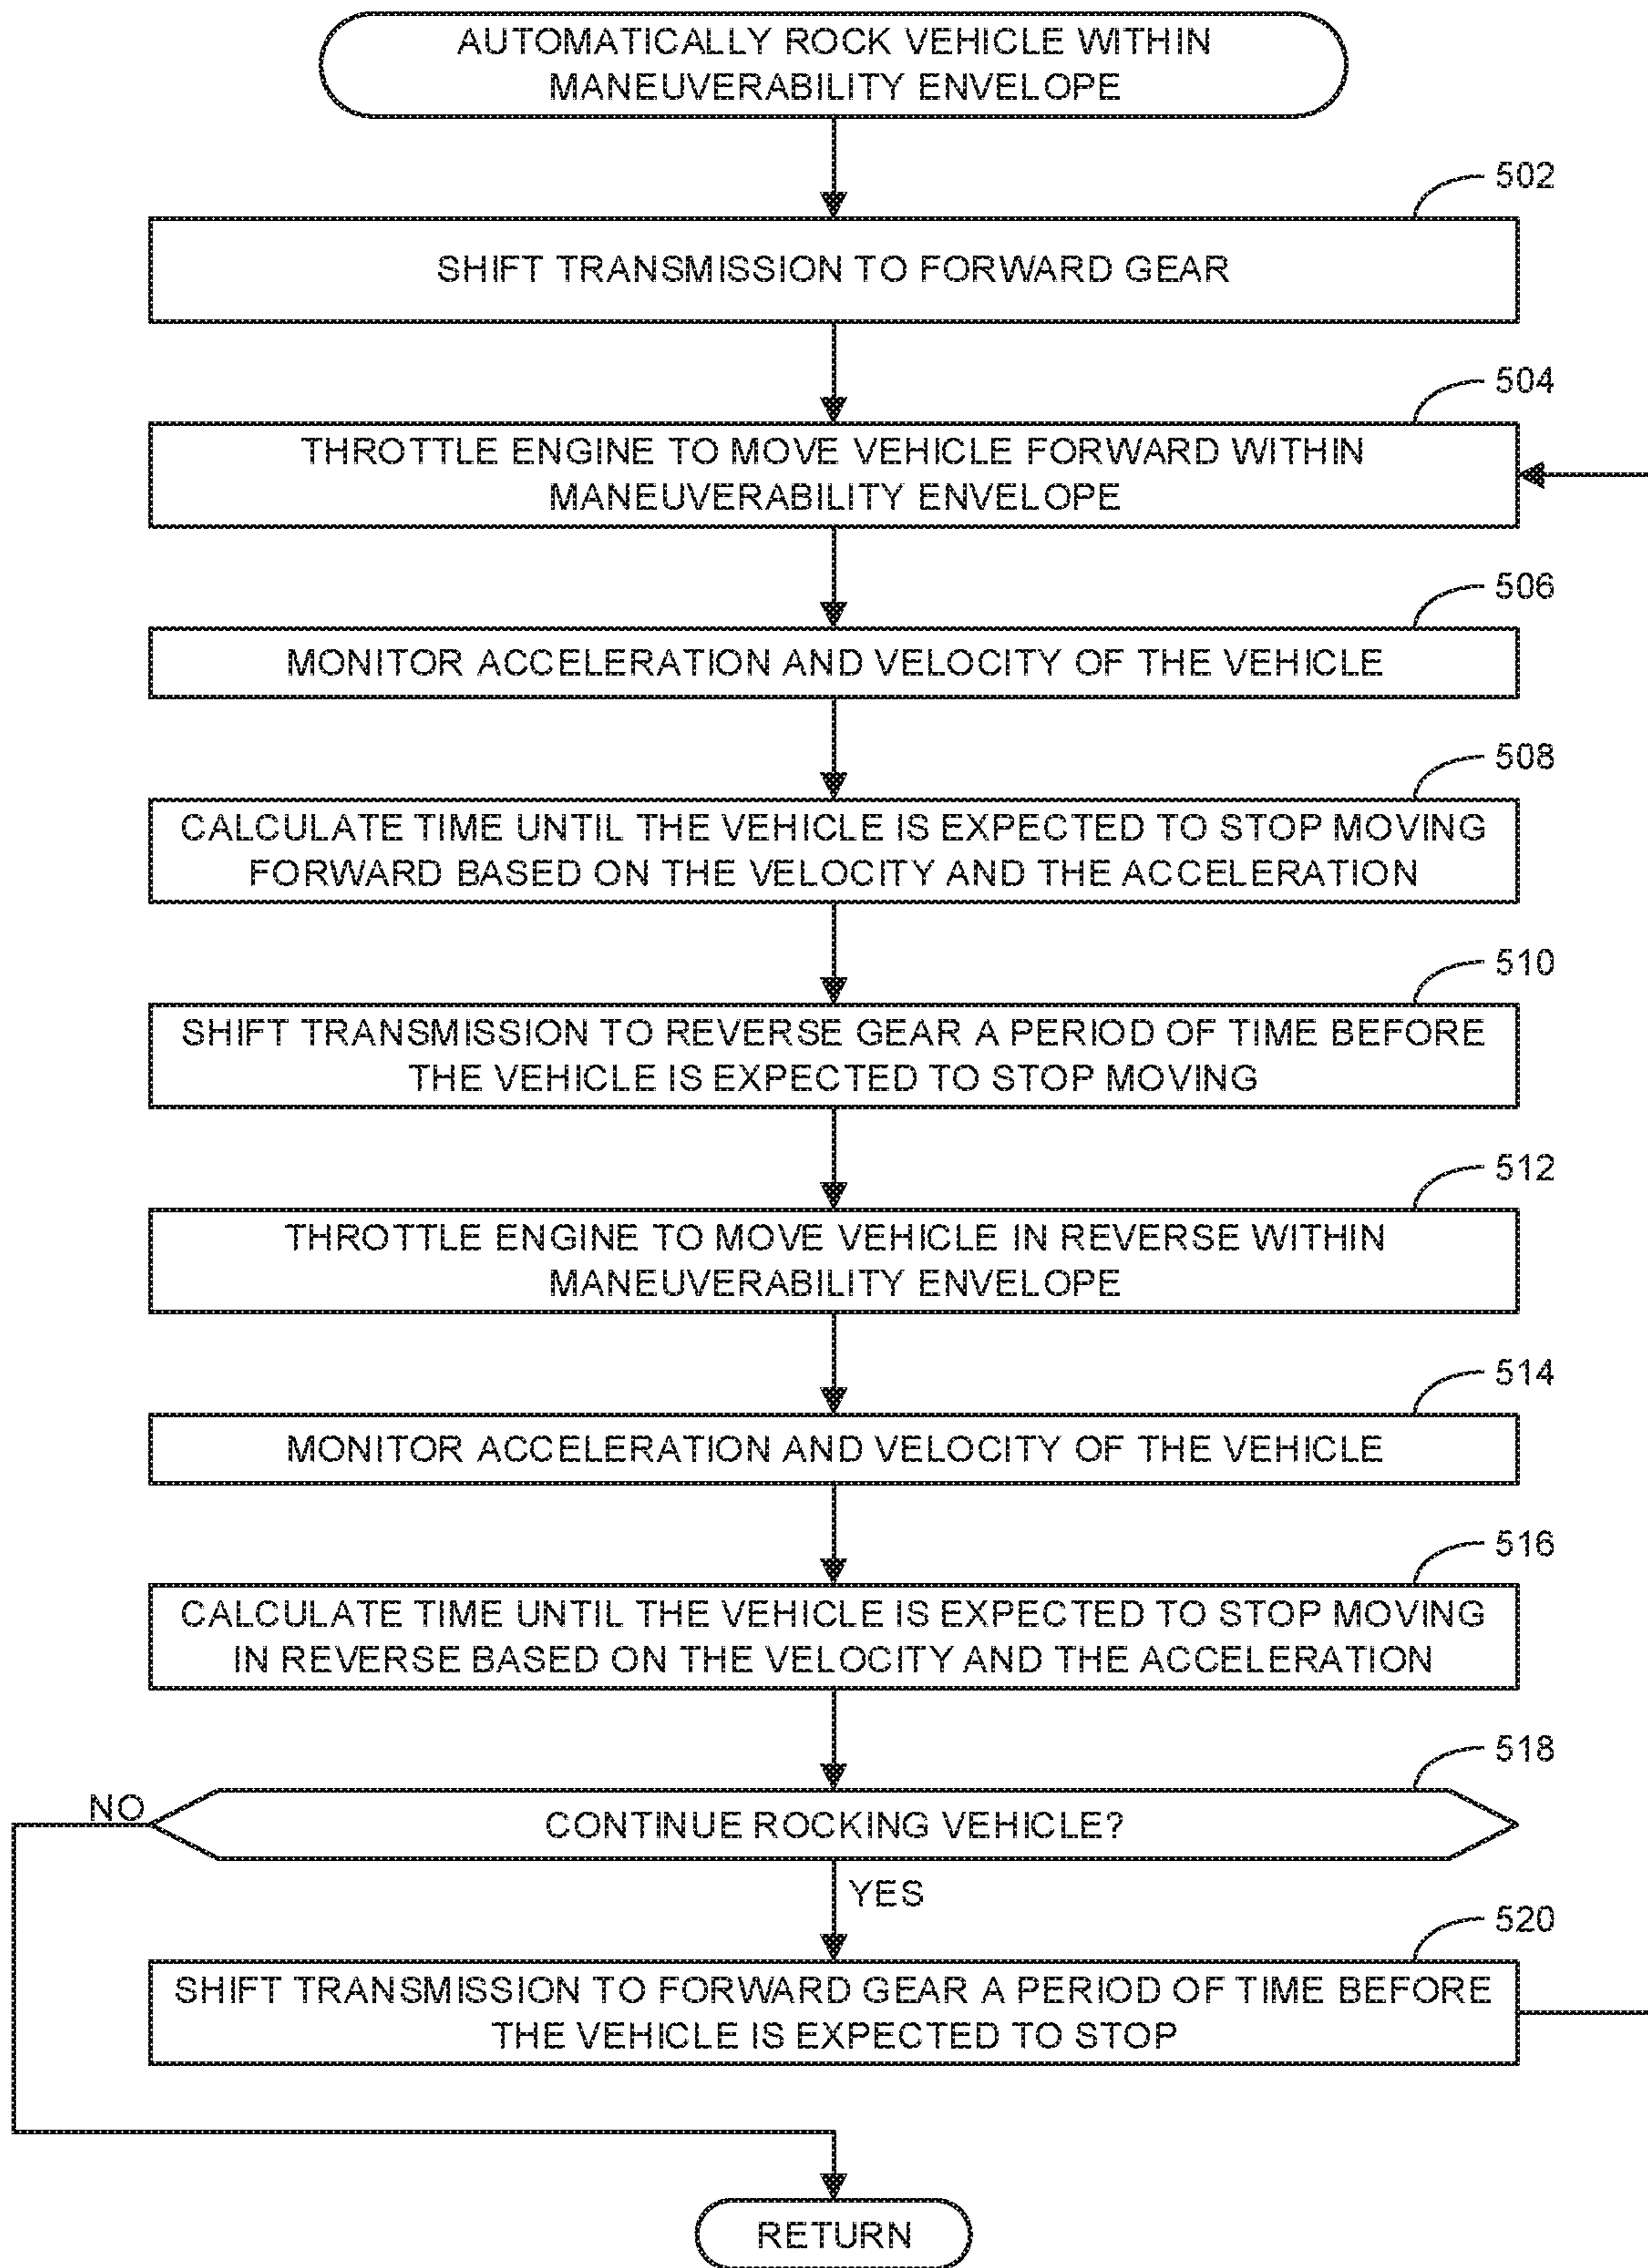 AUTOMATICALLY ROCK VEHICLE WITHIN
MANEUVERABILITY ENVELOPE
502
SHIFT TRANSMISSION TO FORWARD GEAR
504
THROTTLE ENGINE TO MOVE VEHICLE FORWARD WITHIN
MANEUVERABILITY ENVELOPE
506
MONITOR ACCELERATION AND VELOCITY OF THE VEHICLE
508
CALCULATE TIME UNTIL THE VEHICLE IS EXPECTED TO STOP MOVING
FORWARD BASED ON THE VELOCITY AND THE ACCELERATION
510
SHIFT TRANSMISSION TO REVERSE GEAR A PERIOD OF TIME BEFORE
THE VEHICLE IS EXPECTED TO STOP MOVING
512
THROTTLE ENGINE TO MOVE VEHICLE IN REVERSE WITHIN
MANEUVERABILITY ENVELOPE
514
MONITOR ACCELERATION AND VELOCITY OF THE VEHICLE
516
CALCULATE TIME UNTIL THE VEHICLE IS EXPECTED TO STOP MOVING
IN REVERSE BASED ON THE VELOCITY AND THE ACCELERATION
518
NO
CONTINUE ROCKING VEHICLE?
YES
520
SHIFT TRANSMISSION TO FORWARD GEAR A PERIOD OF TIME BEFORE
THE VEHICLE IS EXPECTED TO STOP
RETURN